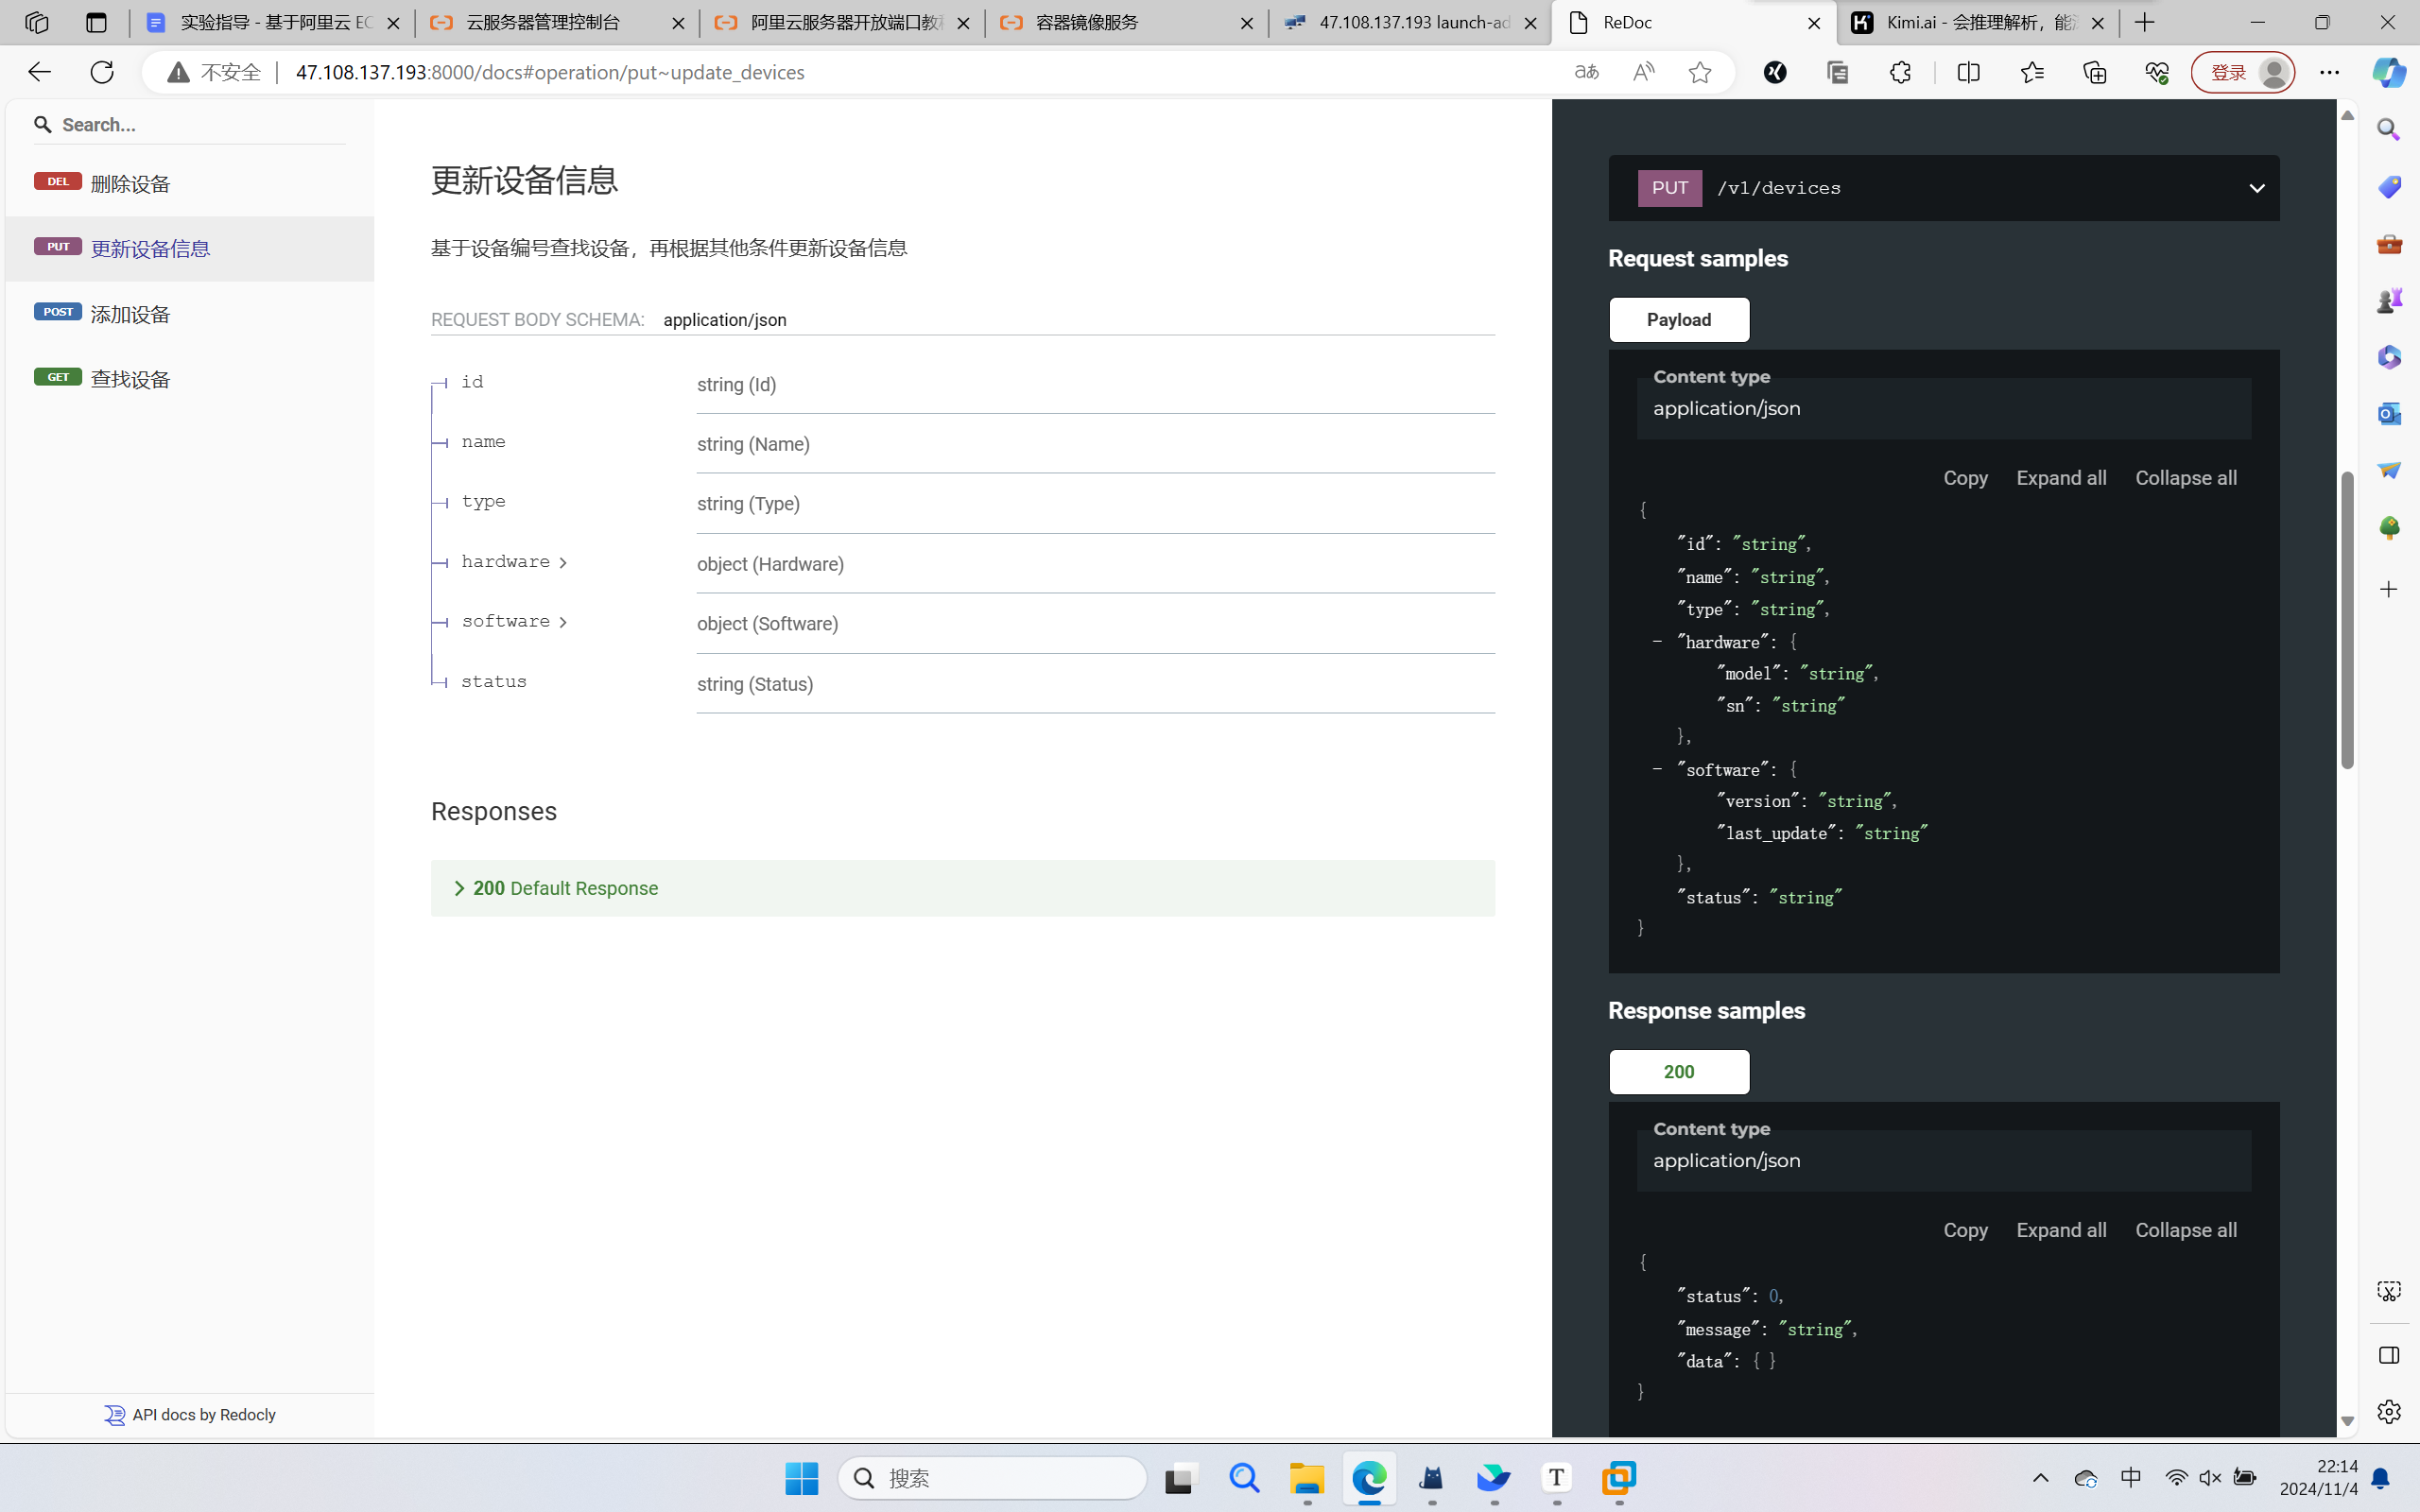 实验指导 - 基于阿里云 EC
云服务器管理控制台
阿里云服务器开放端口教
容器镜像服务
47.108.137.193 launch-ad
ReDoc
Kimi.ai - 会推理解析，能
不安全
47.108.137.193:8000/docs#operation/put~update_devices
登录
Search...
DEL 删除设备
PUT 更新设备信息
POST 添加设备
GET 查找设备
API docs by Redocly
更新设备信息
基于设备编号查找设备，再根据其他条件更新设备信息
REQUEST BODY SCHEMA: application/json
id string (Id)
name string (Name)
type string (Type)
hardware > object (Hardware)
software > object (Software)
status string (Status)
Responses
> 200 Default Response
PUT /v1/devices
Request samples
Payload
Content type
application/json
Copy Expand all Collapse all
{
"id": "string",
"name": "string",
"type": "string",
- "hardware": {
"model": "string",
"sn": "string"
},
- "software": {
"version": "string",
"last_update": "string"
},
"status": "string"
}
Response samples
200
Content type
application/json
Copy Expand all Collapse all
{
"status": 0,
"message": "string",
"data": { }
}
搜索
中
22:14
2024/11/4